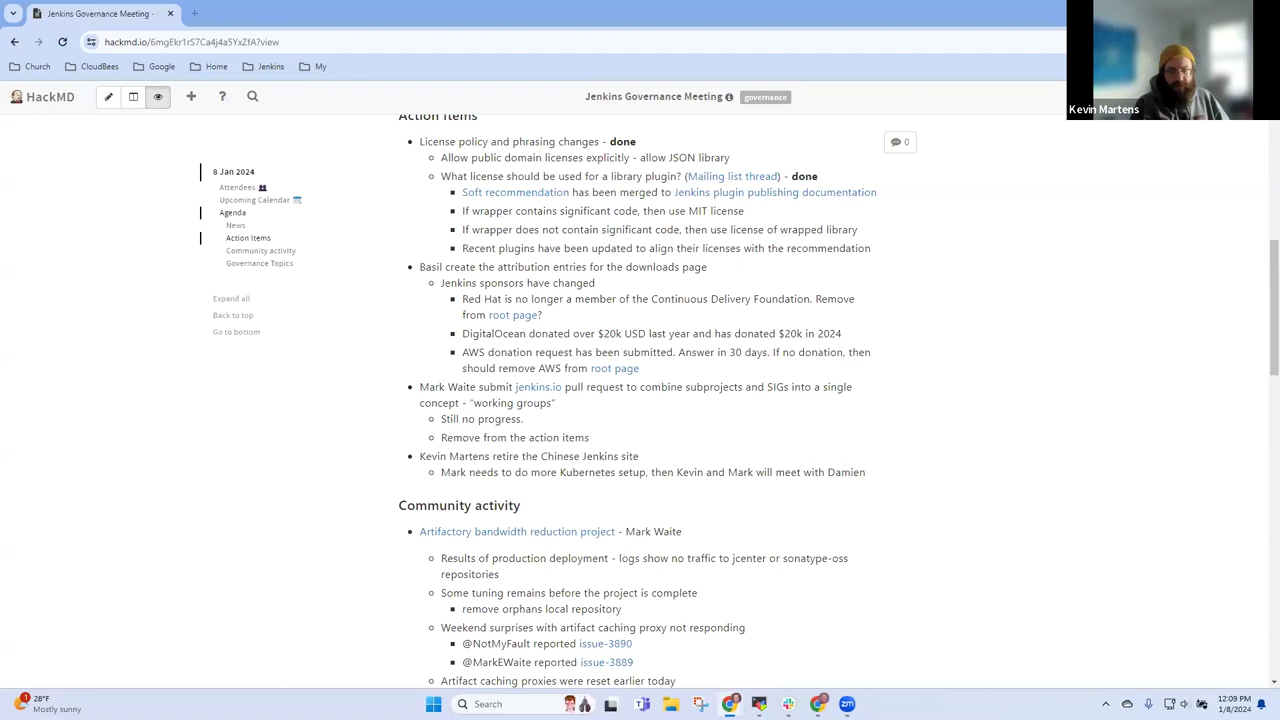 Jenkins Governance Meeting -
hackmd.io/6mgEkr1rS7Ca4j4a5YxZfA?view
Church
CloudBees
Google
Home
Jenkins
My
Kevin Martens
HackMD
Jenkins Governance Meeting
governance
Action Items
0
8 Jan 2024
Attendees
Upcoming Calendar
Agenda
News
Action Items
Community activity
Governance Topics
Expand all
Back to top
Go to bottom
License policy and phrasing changes - done
Allow public domain licenses explicitly - allow JSON library
What license should be used for a library plugin? (Mailing list thread) - done
Soft recommendation has been merged to Jenkins plugin publishing documentation
If wrapper contains significant code, then use MIT license
If wrapper does not contain significant code, then use license of wrapped library
Recent plugins have been updated to align their licenses with the recommendation
Basil create the attribution entries for the downloads page
Jenkins sponsors have changed
Red Hat is no longer a member of the Continuous Delivery Foundation. Remove
from root page?
DigitalOcean donated over $20k USD last year and has donated $20k in 2024
AWS donation request has been submitted. Answer in 30 days. If no donation, then
should remove AWS from root page
Mark Waite submit jenkins.io pull request to combine subprojects and SIGs into a single
concept - “working groups”
Still no progress.
Remove from the action items
Kevin Martens retire the Chinese Jenkins site
Mark needs to do more Kubernetes setup, then Kevin and Mark will meet with Damien
Community activity
Artifactory bandwidth reduction project - Mark Waite
Results of production deployment - logs show no traffic to jcenter or sonatype-oss
repositories
Some tuning remains before the project is complete
remove orphans local repository
Weekend surprises with artifact caching proxy not responding
@NotMyFault reported issue-3890
@MarkEWaite reported issue-3889
Artifact caching proxies were reset earlier today
1
28°F
Mostly sunny
Search
12:09 PM
1/8/2024